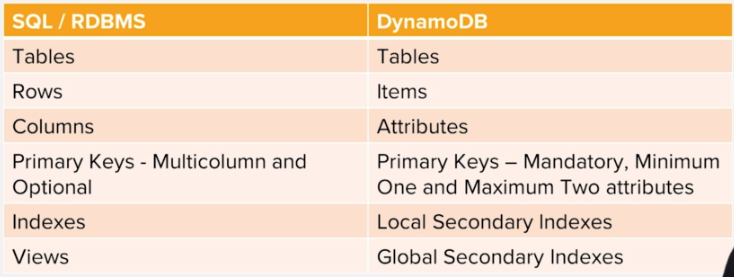 SQL / RDBMS DynamoDB
Tables Tables
Rows Items
Columns Attributes
Primary Keys - Multicolumn and Primary Keys – Mandatory, Minimum
Optional One and Maximum Two attributes
Indexes Local Secondary Indexes
Views Global Secondary Indexes